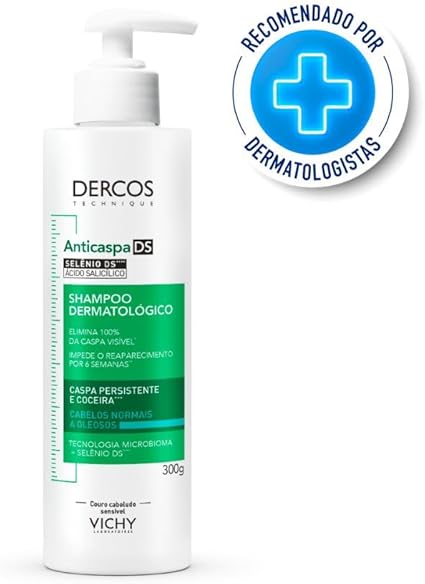 RECOMENDADO POR
DERMATOLOGISTAS
DERCOS
TECHNIQUE
Anticaspa DS
SELÊNIO DS****
ÁCIDO SALICÍLICO
SHAMPOO
DERMATOLÓGICO
ELIMINA 100%
DA CASPA VISÍVEL*
IMPEDE O REAPARECIMENTO
POR 6 SEMANAS**
CASPA PERSISTENTE
E COCEIRA***
CABELOS NORMAIS
A OLEOSOS
TECNOLOGIA MICROBIOMA
+ SELÊNIO DS****
300g
Couro cabeludo
sensível
VICHY
LABORATOIRES